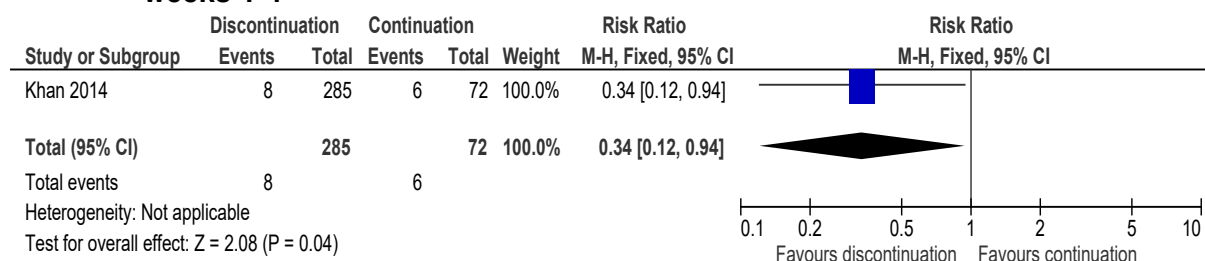 Discontinuation Continuation Risk Ratio Risk Ratio
Study or Subgroup Events Total Events Total Weight M-H, Fixed, 95% CI M-H, Fixed, 95% CI
Khan 2014 8 285 6 72 100.0% 0.34 [0.12, 0.94]
Total (95% CI) 285 72 100.0% 0.34 [0.12, 0.94]
Total events 8 6
Heterogeneity: Not applicable
Test for overall effect: Z = 2.08 (P = 0.04)
0.1 0.2 0.5 1 2 5 10
Favours discontinuation Favours continuation